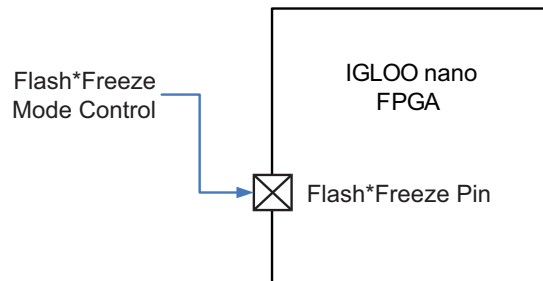 IGLOO nano
FPGA
Flash*Freeze
Mode Control
Flash*Freeze Pin